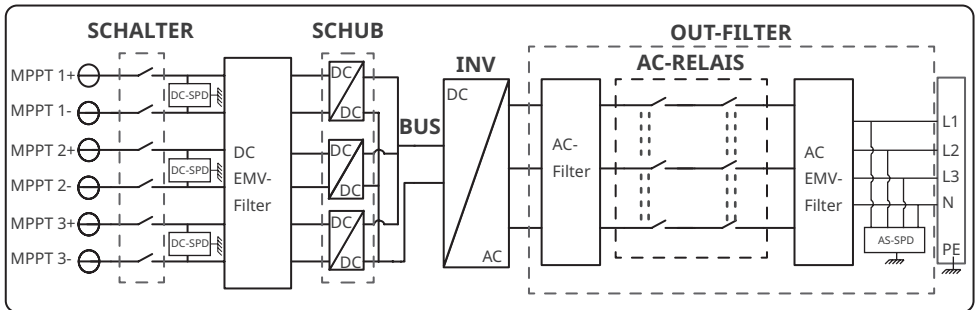 SCHALTER
SCHUB
OUT-FILTER
AC-RELAIS
INV
BUS
MPPT 1+
MPPT 1-
MPPT 2+
MPPT 2-
MPPT 3+
MPPT 3-
DC-SPD
DC-SPD
DC-SPD
DC
EMV-
Filter
DC
DC
DC
DC
DC
DC
DC
AC
AC-
Filter
AC
EMV-
Filter
AS-SPD
L1
L2
L3
N
PE